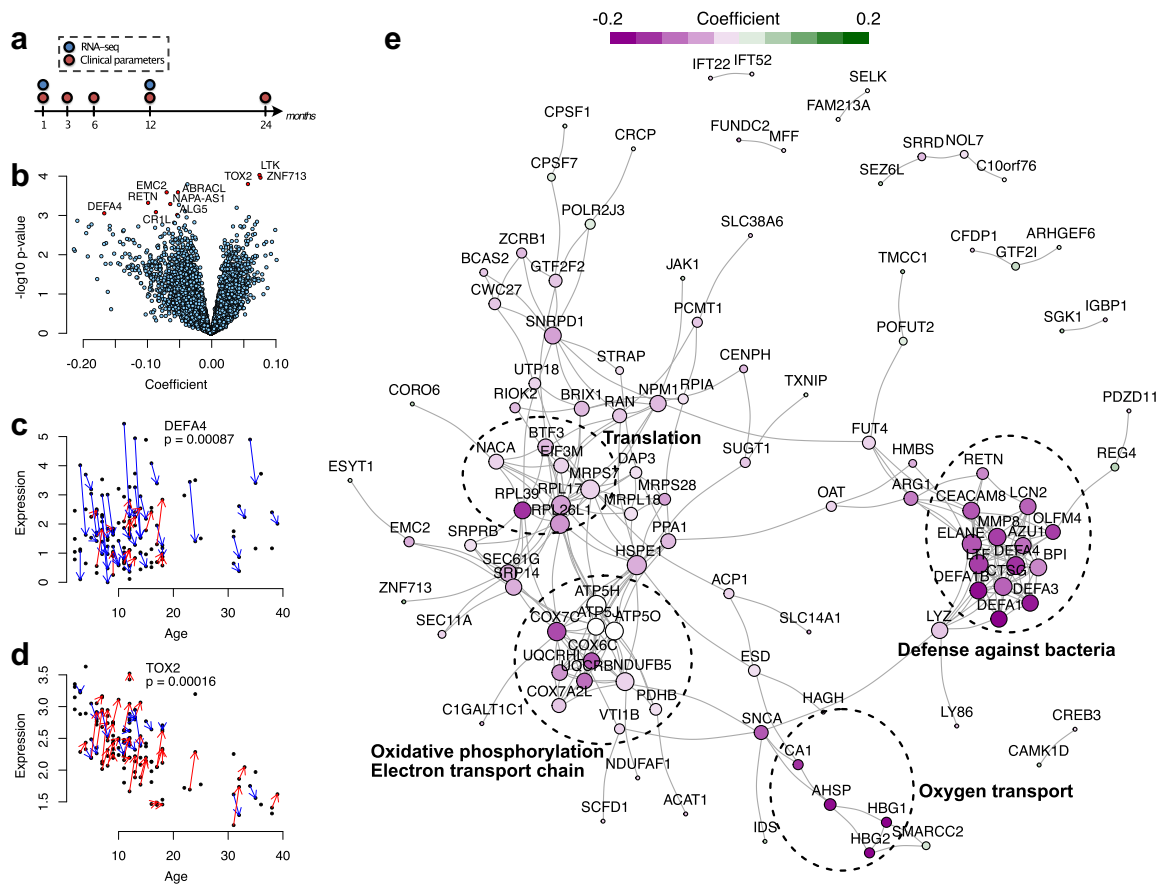 a
RNA-seq
Clinical parameters
1 3 6 12 24 months
b
-log10 p-value
4
3
2
1
0
LTK
ZNF713
TOX2
EMC2
ABRACL
RETN
NAPA-AS1
ALG5
DEFA4
CR1L
-0.20 -0.10 0.00 0.10
Coefficient
c
DEFA4
p = 0.00087
Expression
5
4
3
2
1
0
10 20 30 40
Age
d
TOX2
p = 0.00016
Expression
3.5
3.0
2.5
2.0
1.5
10 20 30 40
Age
e
-0.2 Coefficient 0.2
IFT22 IFT52
SELK
FAM213A
CPSF1
CRCP
FUNDC2
MFF
SRRD NOL7
SEZ6L
C10orf76
CPSF7
POLR2J3
SLC38A6
CFDP1
ARHGEF6
GTF2I
ZCRB1
BCAS2
GTF2F2
JAK1
TMCC1
CWC27
PCMT1
SGK1
IGBP1
SNRPD1
POFUT2
STRAP
CENPH
UTP18
TXNIP
CORO6
RIOK2
BRIX1
RAN
NPM1
RPIA
PDZD11
BTF3
Translation
FUT4
NACA
EIF3M
SUGT1
HMBS
RETN
REG4
ESYT1
MRPS7
DAP3
RPL39
RPL17
MRPL18
MRPS28
OAT
ARG1
CEACAM8
LCN2
RPL26L1
MMP8
OLFM4
EMC2
SRPRB
PPA1
ELANE
AZU1
SEC61G
HSPE1
LTF
DEFA4
BPI
SRP14
DEFA1B
CTSG
DEFA3
ZNF713
ATP5H
ACP1
DEFA1
SEC11A
COX7C
ATP5J
ATP5O
SLC14A1
LYZ
COX6C
Defense against bacteria
UQCRHL
UQCRB
NDUFB5
ESD
COX7A2L
PDHB
HAGH
C1GALT1C1
VTI1B
SNCA
LY86
CREB3
Oxidative phosphorylation
Electron transport chain
NDUFAF1
CA1
CAMK1D
AHSP
Oxygen transport
SCFD1
ACAT1
HBG1
IDS
HBG2
SMARCC2